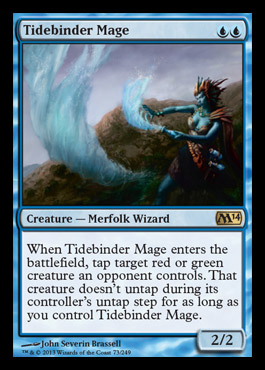 Tidebinder Mage
Creature — Merfolk Wizard
M14
When Tidebinder Mage enters the
battlefield, tap target red or green
creature an opponent controls. That
creature doesn't untap during its
controller's untap step for as long as
you control Tidebinder Mage.
John Severin Brassell
™ & © 2013 Wizards of the Coast 73/249
2/2